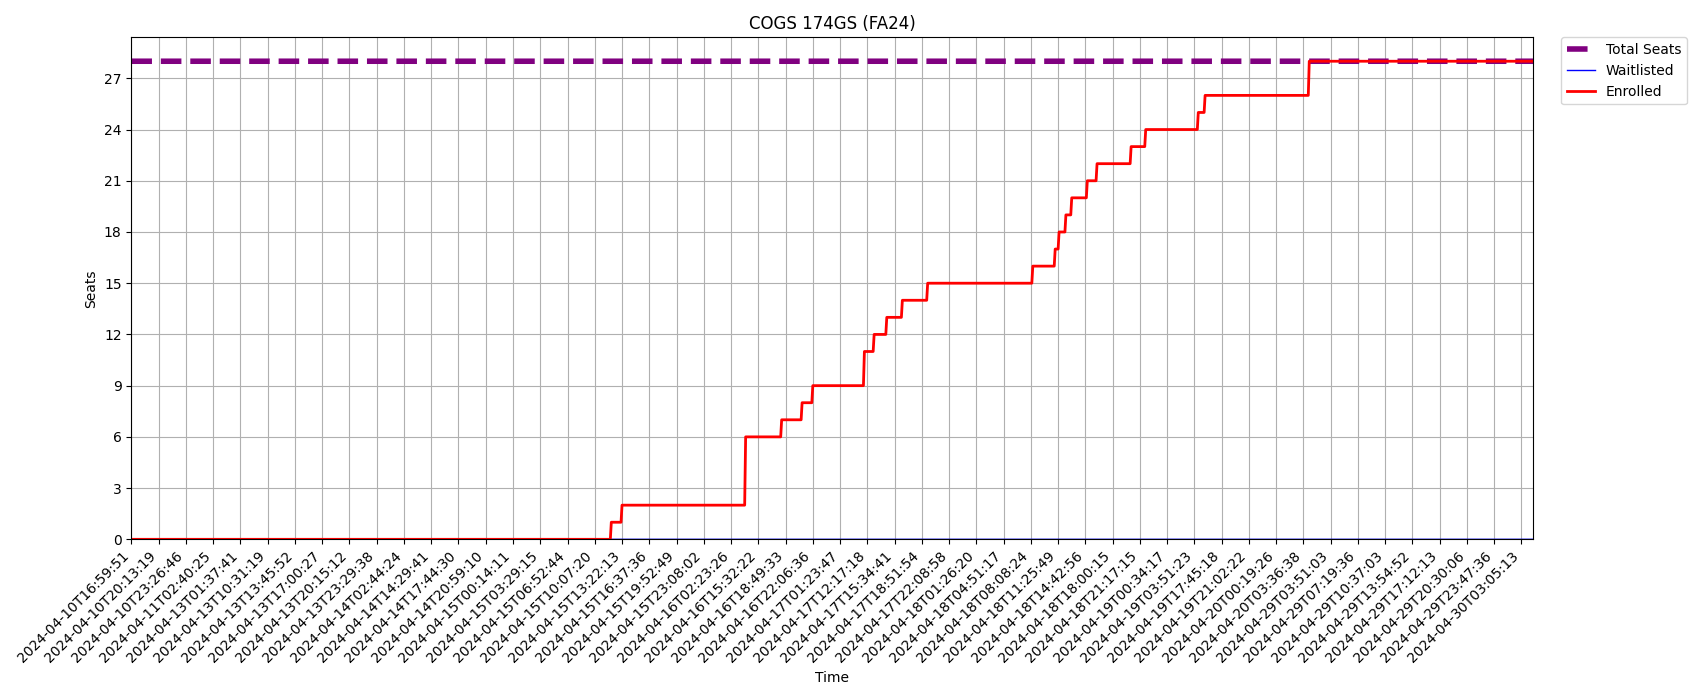 COGS 174GS (FA24)
Total Seats
Waitlisted
Enrolled
Seats
27
24
21
18
15
12
9
6
3
0
2024-04-10T16:59:51
2024-04-10T20:13:19
2024-04-10T23:26:46
2024-04-11T02:40:25
2024-04-13T01:37:41
2024-04-13T10:31:19
2024-04-13T13:45:52
2024-04-13T17:00:27
2024-04-13T20:15:12
2024-04-13T23:29:38
2024-04-14T02:44:24
2024-04-14T14:29:41
2024-04-14T17:44:30
2024-04-14T20:59:10
2024-04-15T00:14:11
2024-04-15T03:29:15
2024-04-15T06:52:44
2024-04-15T10:07:20
2024-04-15T13:22:13
2024-04-15T16:37:36
2024-04-15T19:52:49
2024-04-15T23:08:02
2024-04-16T02:23:26
2024-04-16T15:32:22
2024-04-16T18:49:33
2024-04-16T22:06:36
2024-04-17T01:23:47
2024-04-17T12:17:18
2024-04-17T15:34:41
2024-04-17T18:51:54
2024-04-17T22:08:58
2024-04-18T01:26:20
2024-04-18T04:51:17
2024-04-18T08:08:24
2024-04-18T11:25:49
2024-04-18T14:42:56
2024-04-18T18:00:15
2024-04-18T21:17:15
2024-04-19T00:34:17
2024-04-19T03:51:23
2024-04-19T17:45:18
2024-04-19T21:02:22
2024-04-20T00:19:26
2024-04-20T03:36:38
2024-04-29T03:51:03
2024-04-29T07:19:36
2024-04-29T10:37:03
2024-04-29T13:54:52
2024-04-29T17:12:13
2024-04-29T20:30:06
2024-04-29T23:47:36
2024-04-30T03:05:13
Time